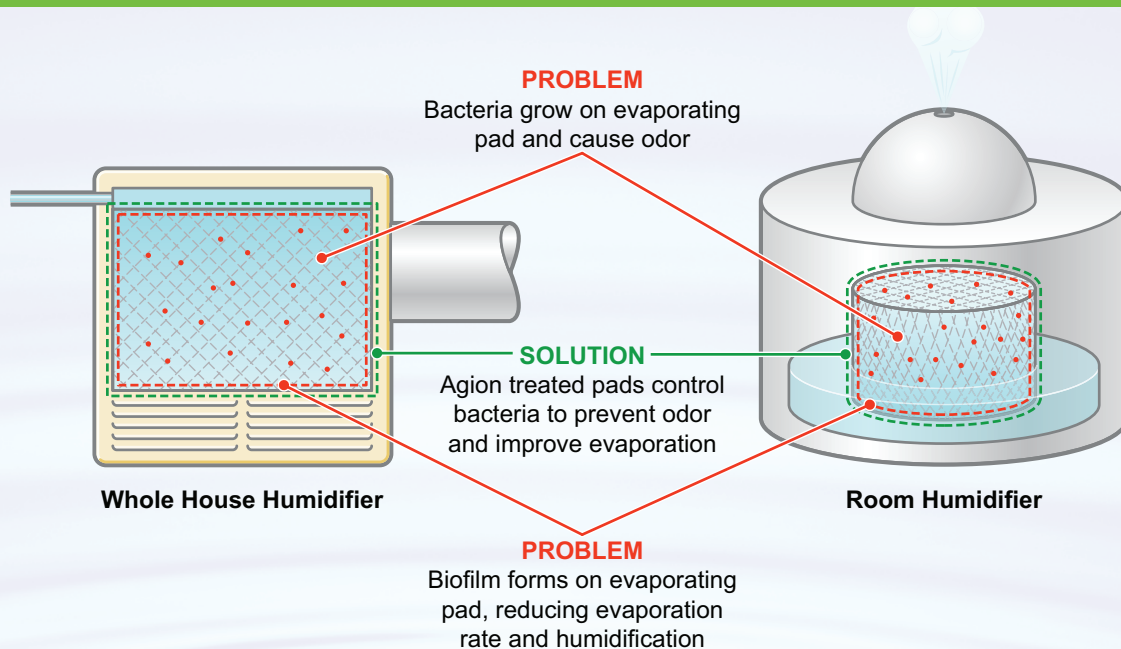 PROBLEM
Bacteria grow on evaporating
pad and cause odor
SOLUTION
Agion treated pads control
bacteria to prevent odor
and improve evaporation
Whole House Humidifier
Room Humidifier
PROBLEM
Biofilm forms on evaporating
pad, reducing evaporation
rate and humidification